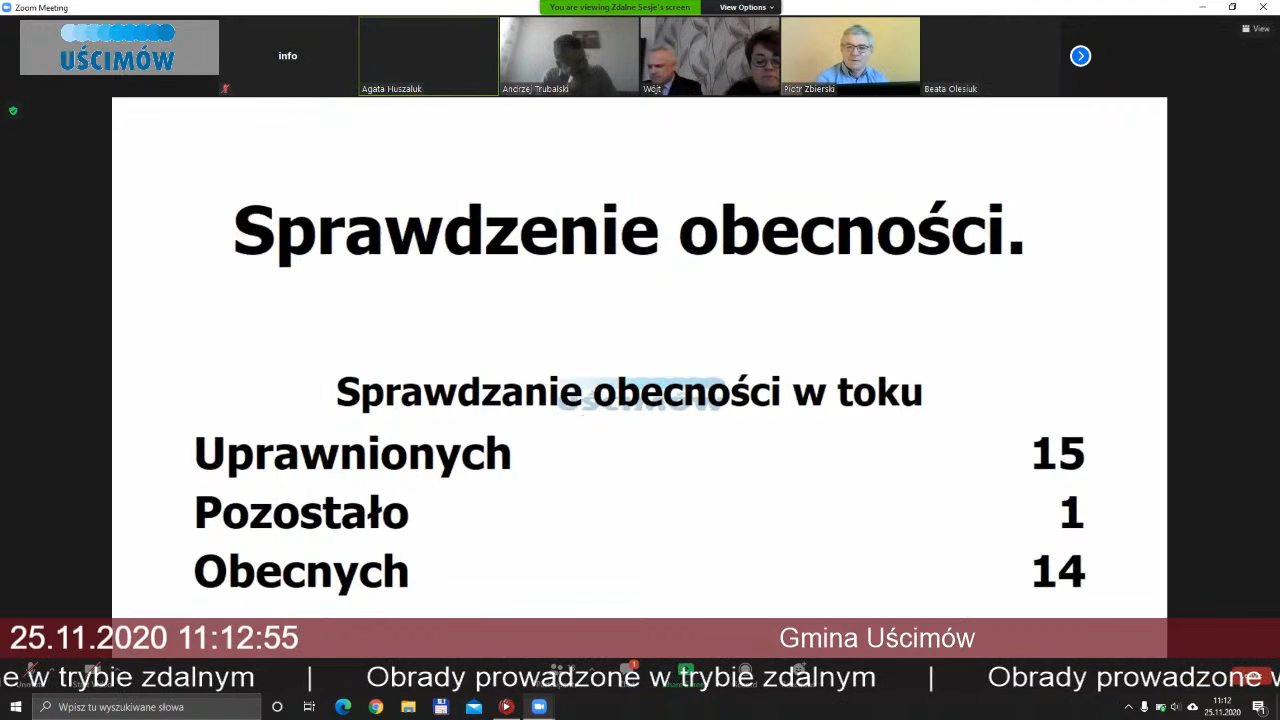 Zoom Meeting
You are viewing Zdalne Sesje's screen
View Options
UŚCIMÓW
info
View
Agata Huszaluk
Andrzej Trubalski
Wójt
Piotr Zbierski
Beata Olesiuk
Sprawdzenie obecności.
Sprawdzanie obecności w toku
UŚCIMÓW
Uprawnionych 15
Pozostało 1
Obecnych 14
25.11.2020 11:12:55
Gmina Uścimów
e w trybie zdalnym | Obrady prowadzone w trybie zdalnym | Obrady prowadzone w
Wpisz tu wyszukiwane słowa
11:12
25.11.2020